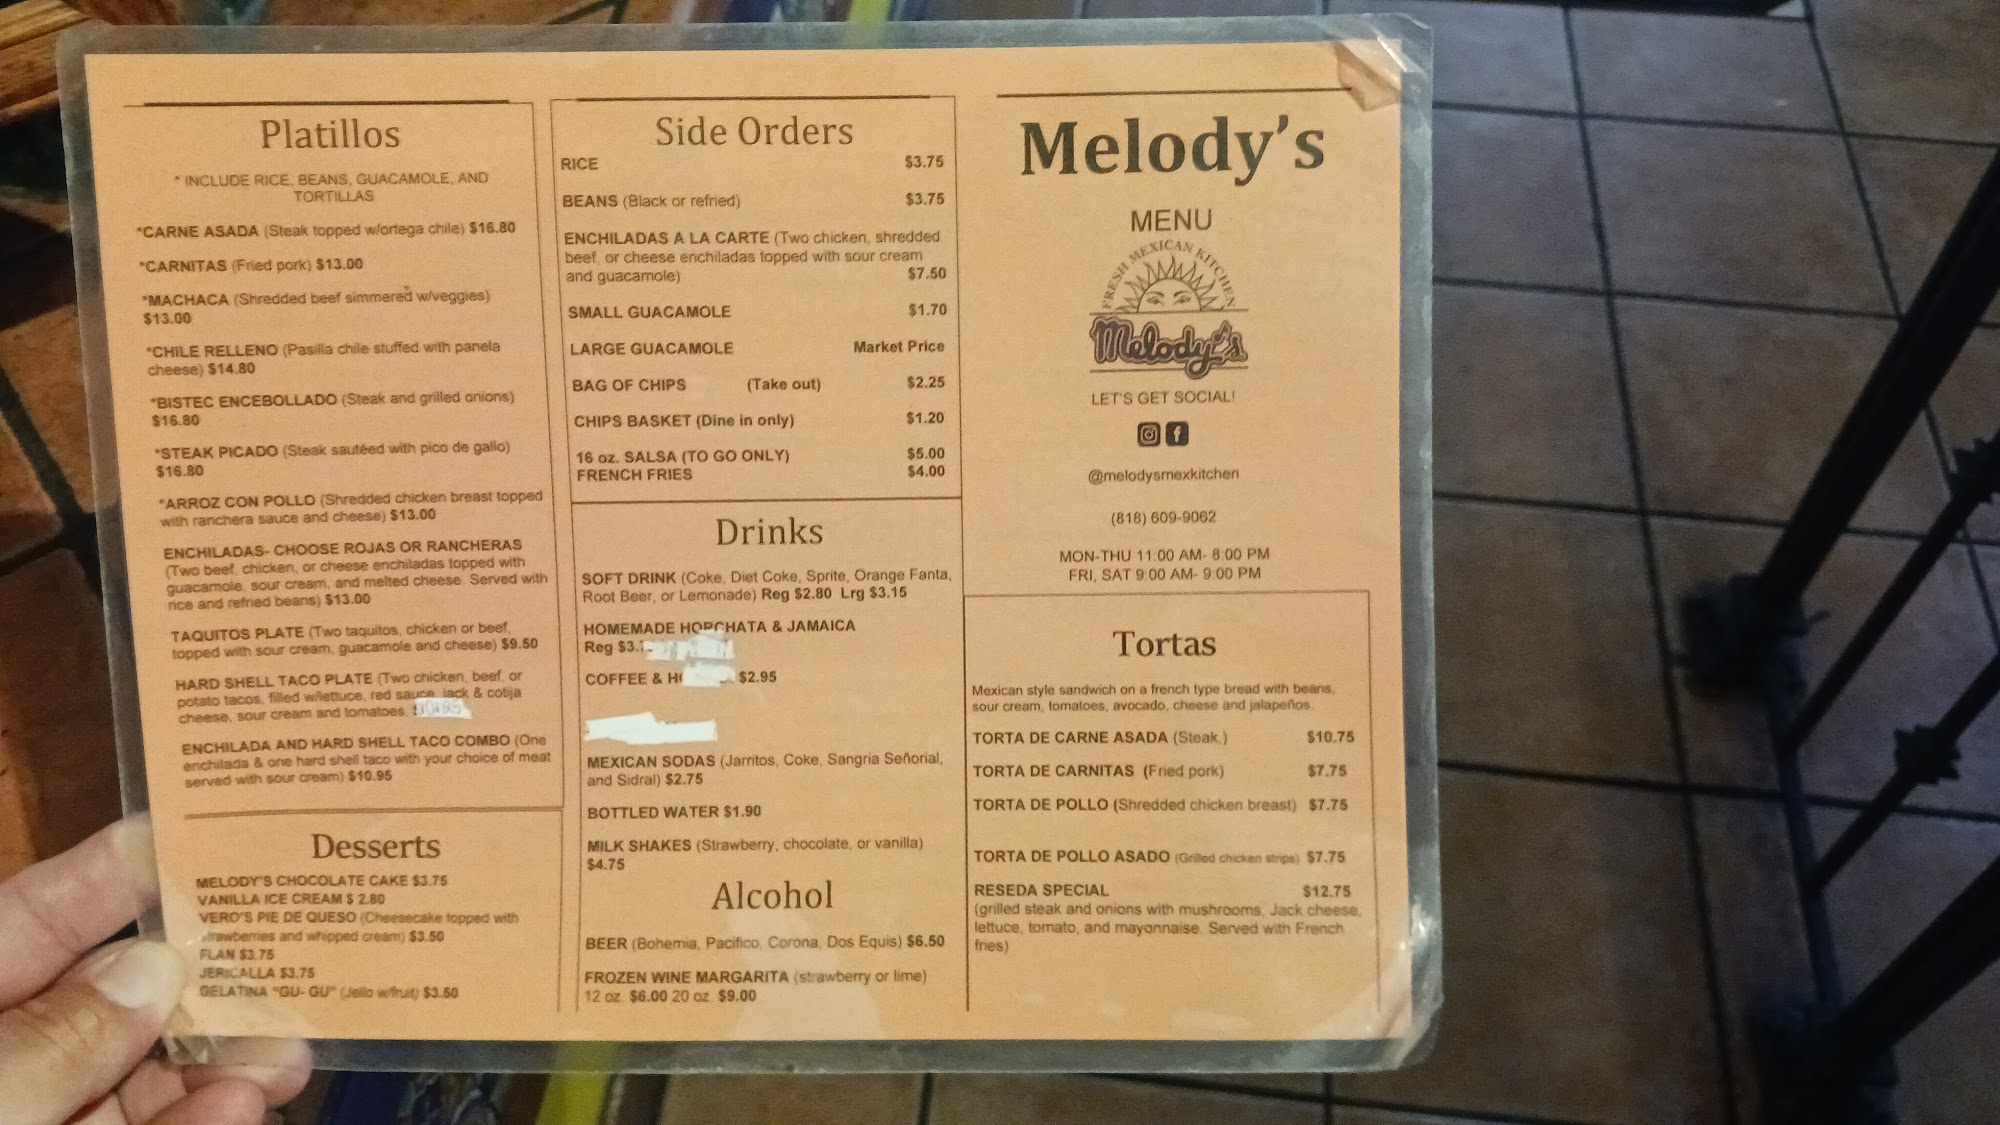 Platillos
* INCLUDE RICE, BEANS, GUACAMOLE, AND
TORTILLAS
*CARNE ASADA (Steak topped w/ortega chile) $16.80
*CARNITAS (Fried pork) $13.00
*MACHACA (Shredded beef simmered w/veggies)
$13.00
*CHILE RELLENO (Pasilla chile stuffed with panela
cheese) $14.80
*BISTEC ENCEBOLLADO (Steak and grilled onions)
$16.80
*STEAK PICADO (Steak sautéed with pico de gallo)
$16.80
*ARROZ CON POLLO (Shredded chicken breast topped
with ranchera sauce and cheese) $13.00
ENCHILADAS- CHOOSE ROJAS OR RANCHERAS
(Two beef, chicken, or cheese enchiladas topped with
guacamole, sour cream, and melted cheese. Served with
rice and refried beans) $13.00
TAQUITOS PLATE (Two taquitos, chicken or beef,
topped with sour cream, guacamole and cheese) $9.50
HARD SHELL TACO PLATE (Two chicken, beef, or
potato tacos, filled w/lettuce, red sauce, jack & cotija
cheese, sour cream and tomatoes.
ENCHILADA AND HARD SHELL TACO COMBO (One
enchilada & one hard shell taco with your choice of meat
served with sour cream) $10.95
Desserts
MELODY'S CHOCOLATE CAKE $3.75
VANILLA ICE CREAM $ 2.80
VERO'S PIE DE QUESO (Cheesecake topped with
strawberries and whipped cream) $3.50
FLAN $3.75
JERICALLA $3.75
GELATINA "GU- GU" (Jello w/fruit) $3.50
Side Orders
RICE $3.75
BEANS (Black or refried) $3.75
ENCHILADAS A LA CARTE (Two chicken, shredded
beef, or cheese enchiladas topped with sour cream
and guacamole) $7.50
SMALL GUACAMOLE $1.70
LARGE GUACAMOLE Market Price
BAG OF CHIPS (Take out) $2.25
CHIPS BASKET (Dine in only) $1.20
16 oz. SALSA (TO GO ONLY) $5.00
FRENCH FRIES $4.00
Drinks
SOFT DRINK (Coke, Diet Coke, Sprite, Orange Fanta,
Root Beer, or Lemonade) Reg $2.80 Lrg $3.15
HOMEMADE HORCHATA & JAMAICA
Reg
COFFEE & $2.95
MEXICAN SODAS (Jarritos, Coke, Sangria Señorial,
and Sidral) $2.75
BOTTLED WATER $1.90
MILK SHAKES (Strawberry, chocolate, or vanilla)
$4.75
Alcohol
BEER (Bohemia, Pacifico, Corona, Dos Equis) $6.50
FROZEN WINE MARGARITA (strawberry or lime)
12 oz. $6.00 20 oz. $9.00
Melody's
MENU
FRESH MEXICAN KITCHEN
Melody's
LET'S GET SOCIAL!
@melodysmexkitchen
(818) 609-9062
MON-THU 11:00 AM- 8:00 PM
FRI, SAT 9:00 AM- 9:00 PM
Tortas
Mexican style sandwich on a french type bread with beans,
sour cream, tomatoes, avocado, cheese and jalapeños.
TORTA DE CARNE ASADA (Steak,) $10.75
TORTA DE CARNITAS (Fried pork) $7.75
TORTA DE POLLO (Shredded chicken breast) $7.75
TORTA DE POLLO ASADO (Grilled chicken strips) $7.75
RESEDA SPECIAL $12.75
(grilled steak and onions with mushrooms, Jack cheese,
lettuce, tomato, and mayonnaise. Served with French
fries)